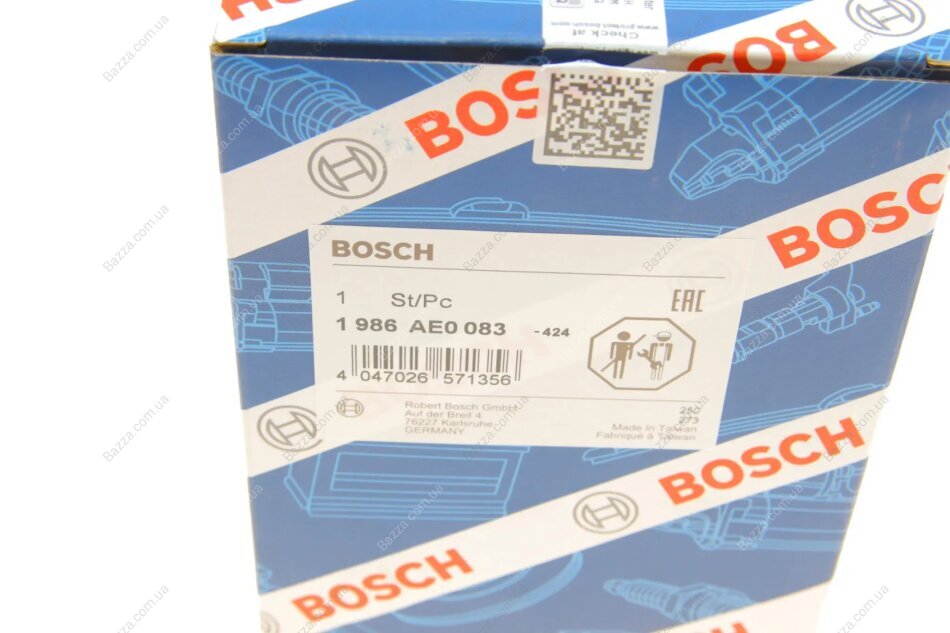 www.protect.bosch.com
Check at
BOSCH
BOSCH
BOSC
BOSCH
1 St/Pc
EAC
1 986 AE0 083 -424
4 047026 571356
Robert Bosch GmbH
Auf der Breit 4
76227 Karlsruhe
GERMANY
Made in Taiwan
Fabriqué à Taiwan
BOSCH
BOSCH
Bazza.com.ua